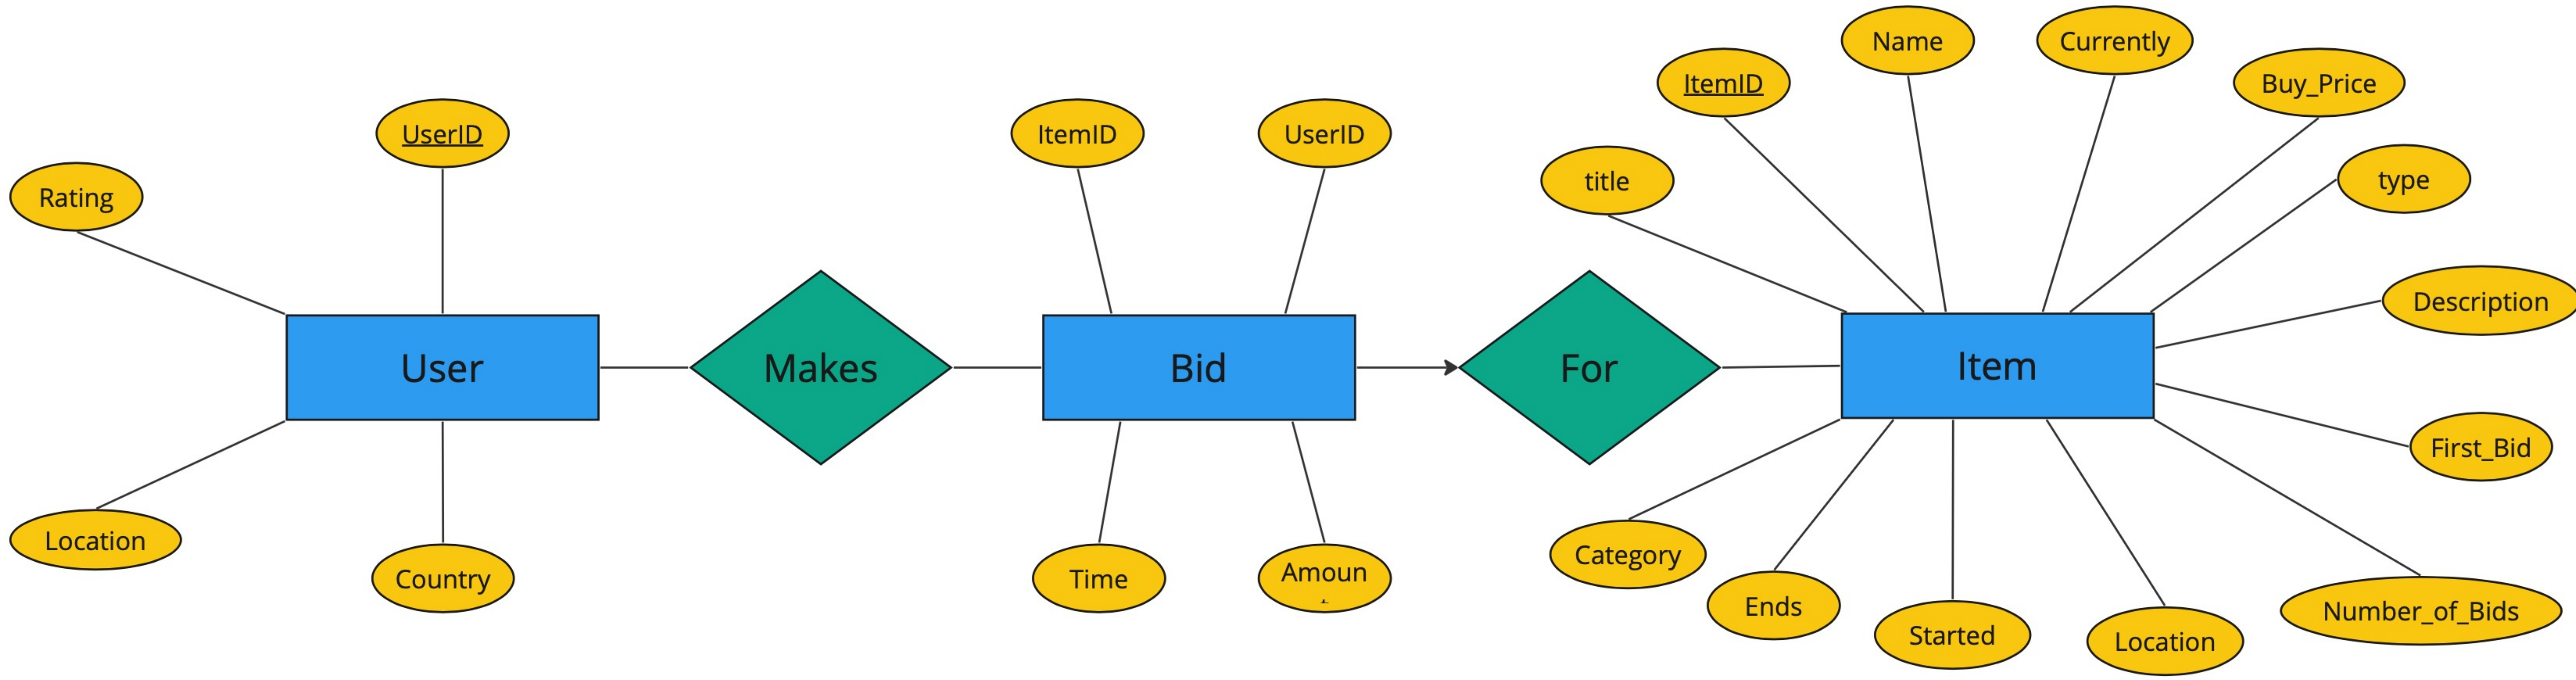 Name
Currently
ItemID
Buy_Price
UserID
ItemID
UserID
title
type
Rating
Description
User
Makes
Bid
For
Item
First_Bid
Location
Country
Time
Amoun
t
Category
Ends
Started
Location
Number_of_Bids